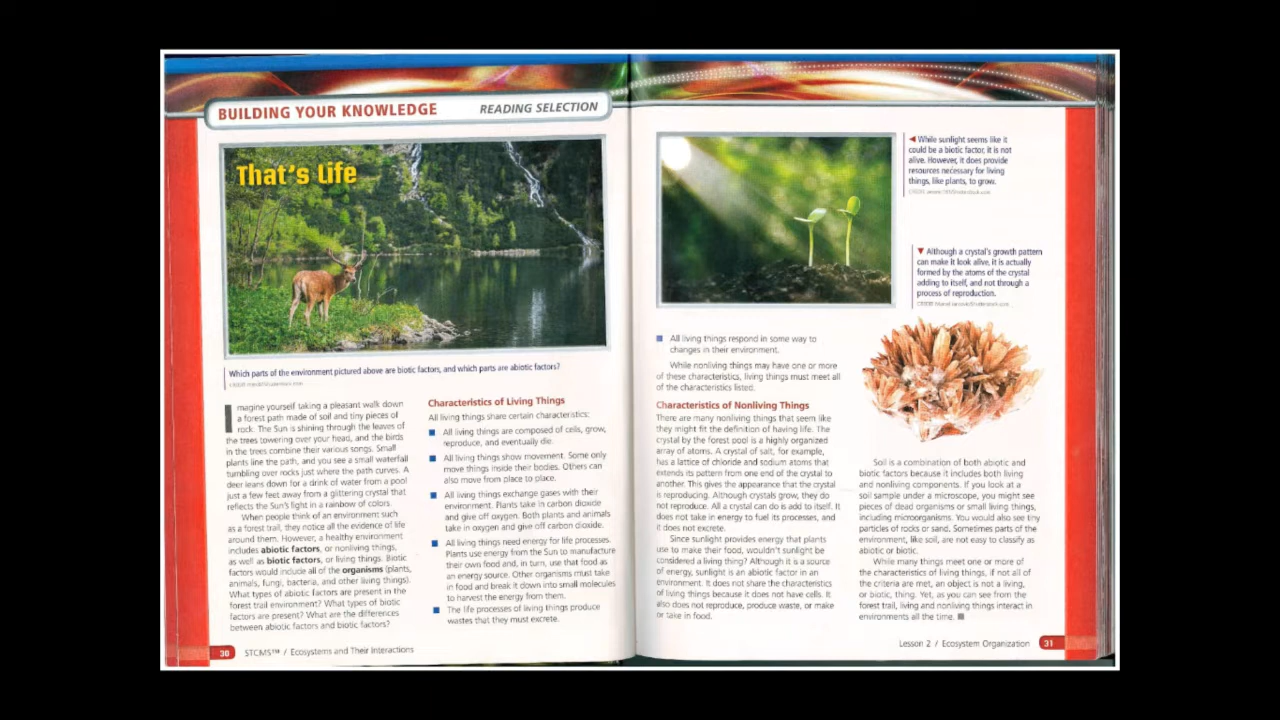 BUILDING YOUR KNOWLEDGE
READING SELECTION
That's Life
Which parts of the environment pictured above are biotic factors, and which parts are abiotic factors?
Imagine yourself taking a pleasant walk down
a forest path made of soil and tiny pieces of
rock. The Sun is shining through the leaves of
the trees towering over your head, and the birds
in the trees combine their various songs. Small
plants line the path, and you see a small waterfall
tumbling over rocks just where the path curves. A
deer leans down for a drink of water from a pool
just a few feet away from a glittering crystal that
reflects the Sun's light in a rainbow of colors.
When people think of an environment such
as a forest trail, they notice all the evidence of life
around them. However, a healthy environment
includes abiotic factors, or nonliving things,
as well as biotic factors, or living things. Biotic
factors would include all of the organisms (plants,
animals, fungi, bacteria, and other living things).
What types of abiotic factors are present in the
forest trail environment? What types of biotic
factors are present? What are the differences
between abiotic factors and biotic factors?
Characteristics of Living Things
All living things share certain characteristics:
■ All living things are composed of cells, grow,
reproduce, and eventually die.
■ All living things show movement. Some only
move things inside their bodies. Others can
also move from place to place.
■ All living things exchange gases with their
environment. Plants take in carbon dioxide
and give off oxygen. Both plants and animals
take in oxygen and give off carbon dioxide.
■ All living things need energy for life processes.
Plants use energy from the Sun to manufacture
their own food and, in turn, use that food as
an energy source. Other organisms must take
in food and break it down into small molecules
to harvest the energy from them.
■ The life processes of living things produce
wastes that they must excrete.
30 STCMS™ / Ecosystems and Their Interactions
◀ While sunlight seems like it
could be a biotic factor, it is not
alive. However, it does provide
resources necessary for living
things, like plants, to grow.
▼ Although a crystal's growth pattern
can make it look alive, it is actually
formed by the atoms of the crystal
adding to itself, and not through a
process of reproduction.
■ All living things respond in some way to
changes in their environment.
While nonliving things may have one or more
of these characteristics, living things must meet all
of the characteristics listed.
Characteristics of Nonliving Things
There are many nonliving things that seem like
they might fit the definition of having life. The
crystal by the forest pool is a highly organized
array of atoms. A crystal of salt, for example,
has a lattice of chloride and sodium atoms that
extends its pattern from one end of the crystal to
another. This gives the appearance that the crystal
is reproducing. Although crystals grow, they do
not reproduce. All a crystal can do is add to itself. It
does not take in energy to fuel its processes, and
it does not excrete.
Since sunlight provides energy that plants
use to make their food, wouldn't sunlight be
considered a living thing? Although it is a source
of energy, sunlight is an abiotic factor in an
environment. It does not share the characteristics
of living things because it does not have cells. It
also does not reproduce, produce waste, or make
or take in food.
Soil is a combination of both abiotic and
biotic factors because it includes both living
and nonliving components. If you look at a
soil sample under a microscope, you might see
pieces of dead organisms or small living things,
including microorganisms. You would also see tiny
particles of rocks or sand. Sometimes parts of the
environment, like soil, are not easy to classify as
abiotic or biotic.
While many things meet one or more of
the characteristics of living things, if not all of
the criteria are met, an object is not a living,
or biotic, thing. Yet, as you can see from the
forest trail, living and nonliving things interact in
environments all the time. ■
Lesson 2 / Ecosystem Organization 31